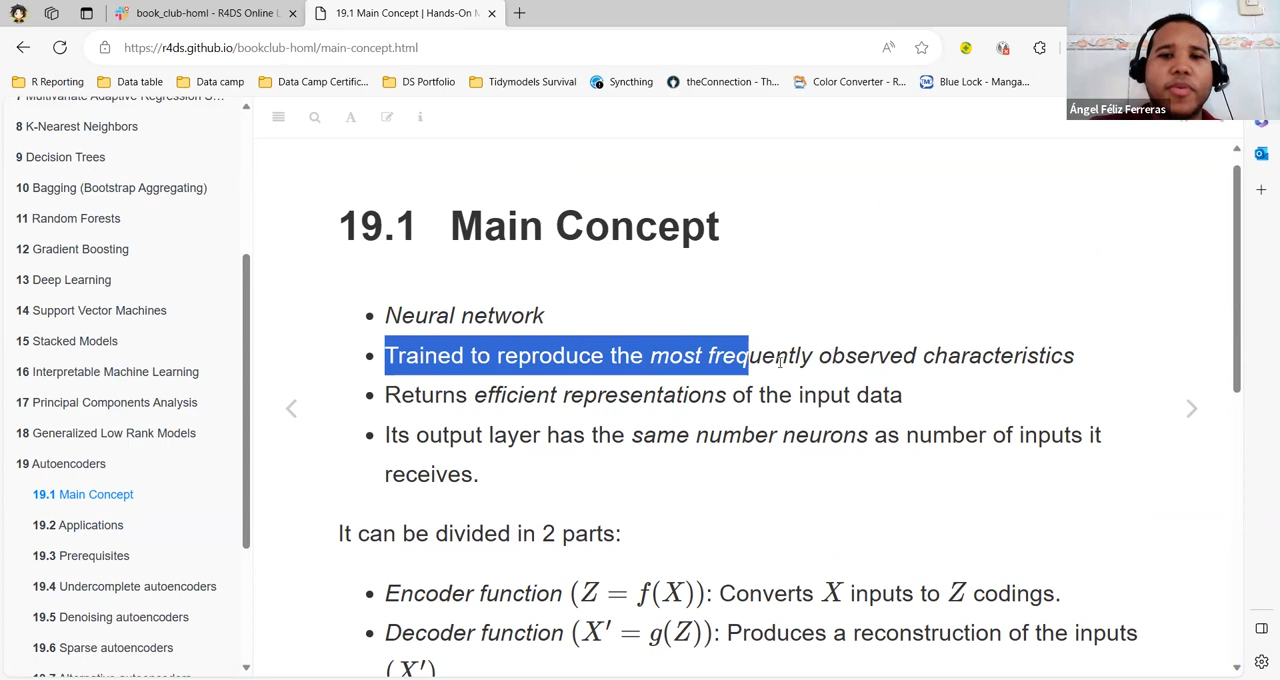 book_club-homl - R4DS Online L
19.1 Main Concept | Hands-On M
https://r4ds.github.io/bookclub-homl/main-concept.html
R Reporting
Data table
Data camp
Data Camp Certific...
DS Portfolio
Tidymodels Survival
Syncthing
theConnection - Th...
Color Converter - R...
Blue Lock - Manga...
Ángel Féliz Ferreras
7 Multivariate Adaptive Regression S...
8 K-Nearest Neighbors
9 Decision Trees
10 Bagging (Bootstrap Aggregating)
11 Random Forests
12 Gradient Boosting
13 Deep Learning
14 Support Vector Machines
15 Stacked Models
16 Interpretable Machine Learning
17 Principal Components Analysis
18 Generalized Low Rank Models
19 Autoencoders
19.1 Main Concept
19.2 Applications
19.3 Prerequisites
19.4 Undercomplete autoencoders
19.5 Denoising autoencoders
19.6 Sparse autoencoders
19.7 Alternative autoencoders
19.1 Main Concept
• Neural network
• Trained to reproduce the most frequently observed characteristics
• Returns efficient representations of the input data
• Its output layer has the same number neurons as number of inputs it
receives.
It can be divided in 2 parts:
• Encoder function (Z = f(X)): Converts X inputs to Z codings.
• Decoder function (X′ = g(Z)): Produces a reconstruction of the inputs
(X′)